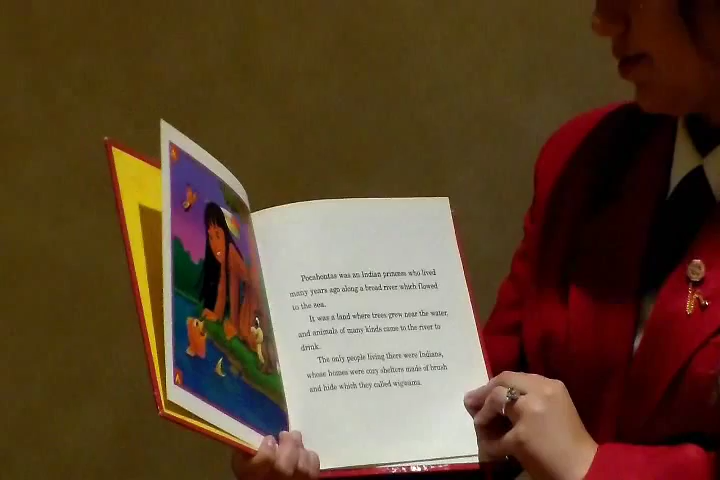 Pocahontas was an Indian princess who lived
many years ago along a broad river which flowed
to the sea.
It was a land where trees grew near the water,
and animals of many kinds came to the river to
drink.
The only people living there were Indians,
whose homes were cozy shelters made of brush
and hide which they called wigwams.